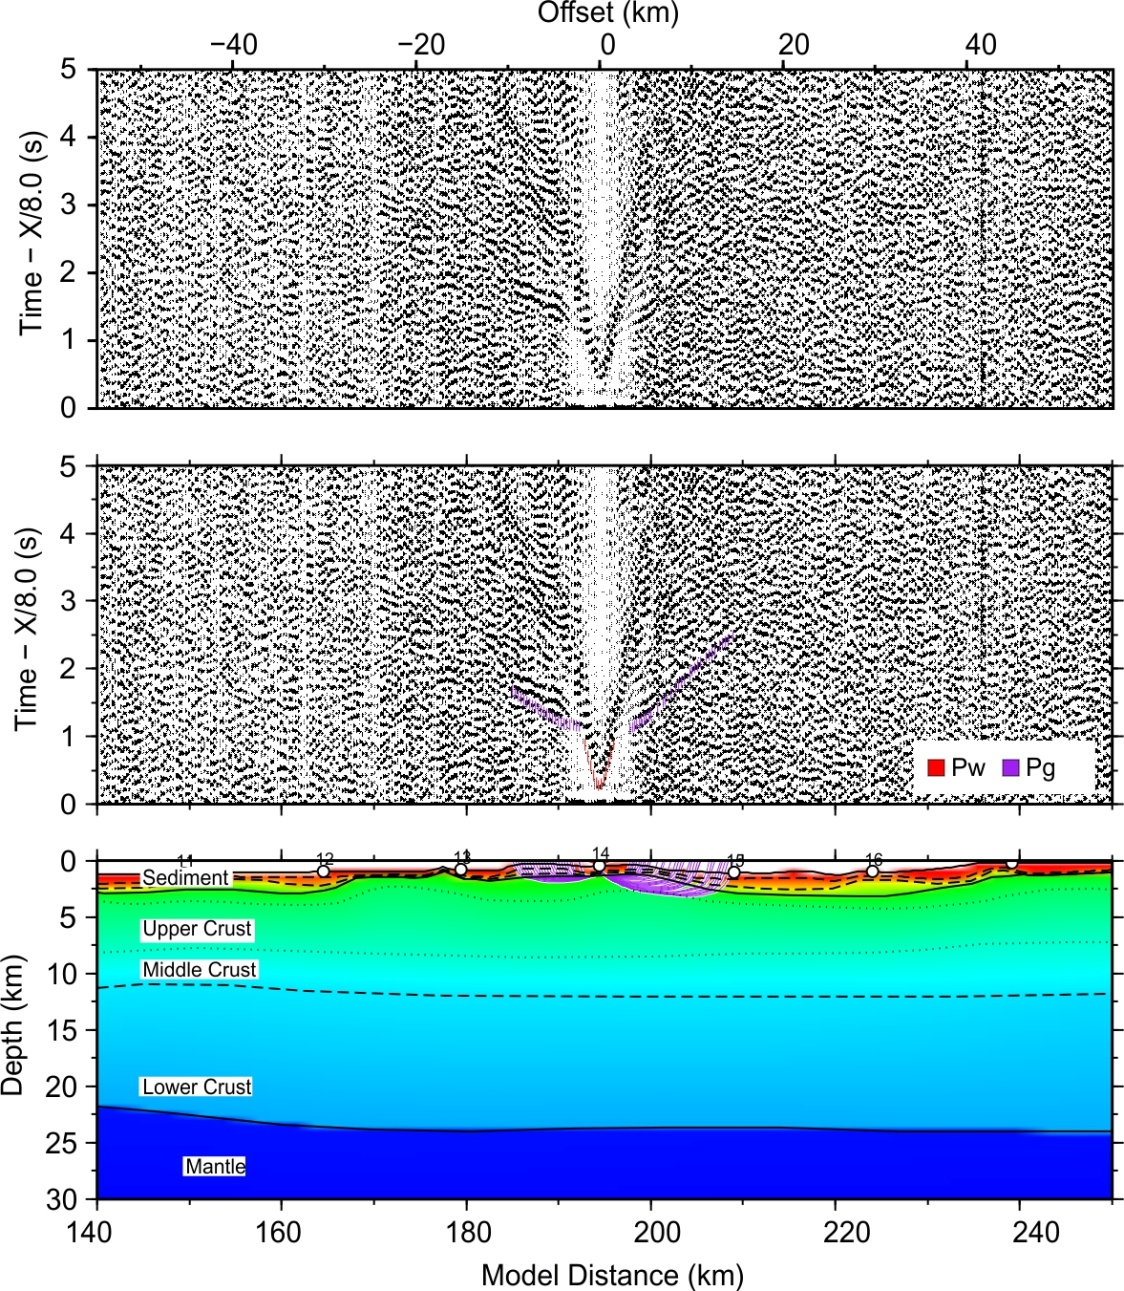 Offset (km)
−40 −20 0 20 40
5
4
3
2
1
0
Time − X/8.0 (s)
5
4
3
2
1
0
Time − X/8.0 (s)
Pw Pg
12 13 14 15 16
0
5
10
15
20
25
30
Depth (km)
Sediment
Upper Crust
Middle Crust
Lower Crust
Mantle
140 160 180 200 220 240
Model Distance (km)